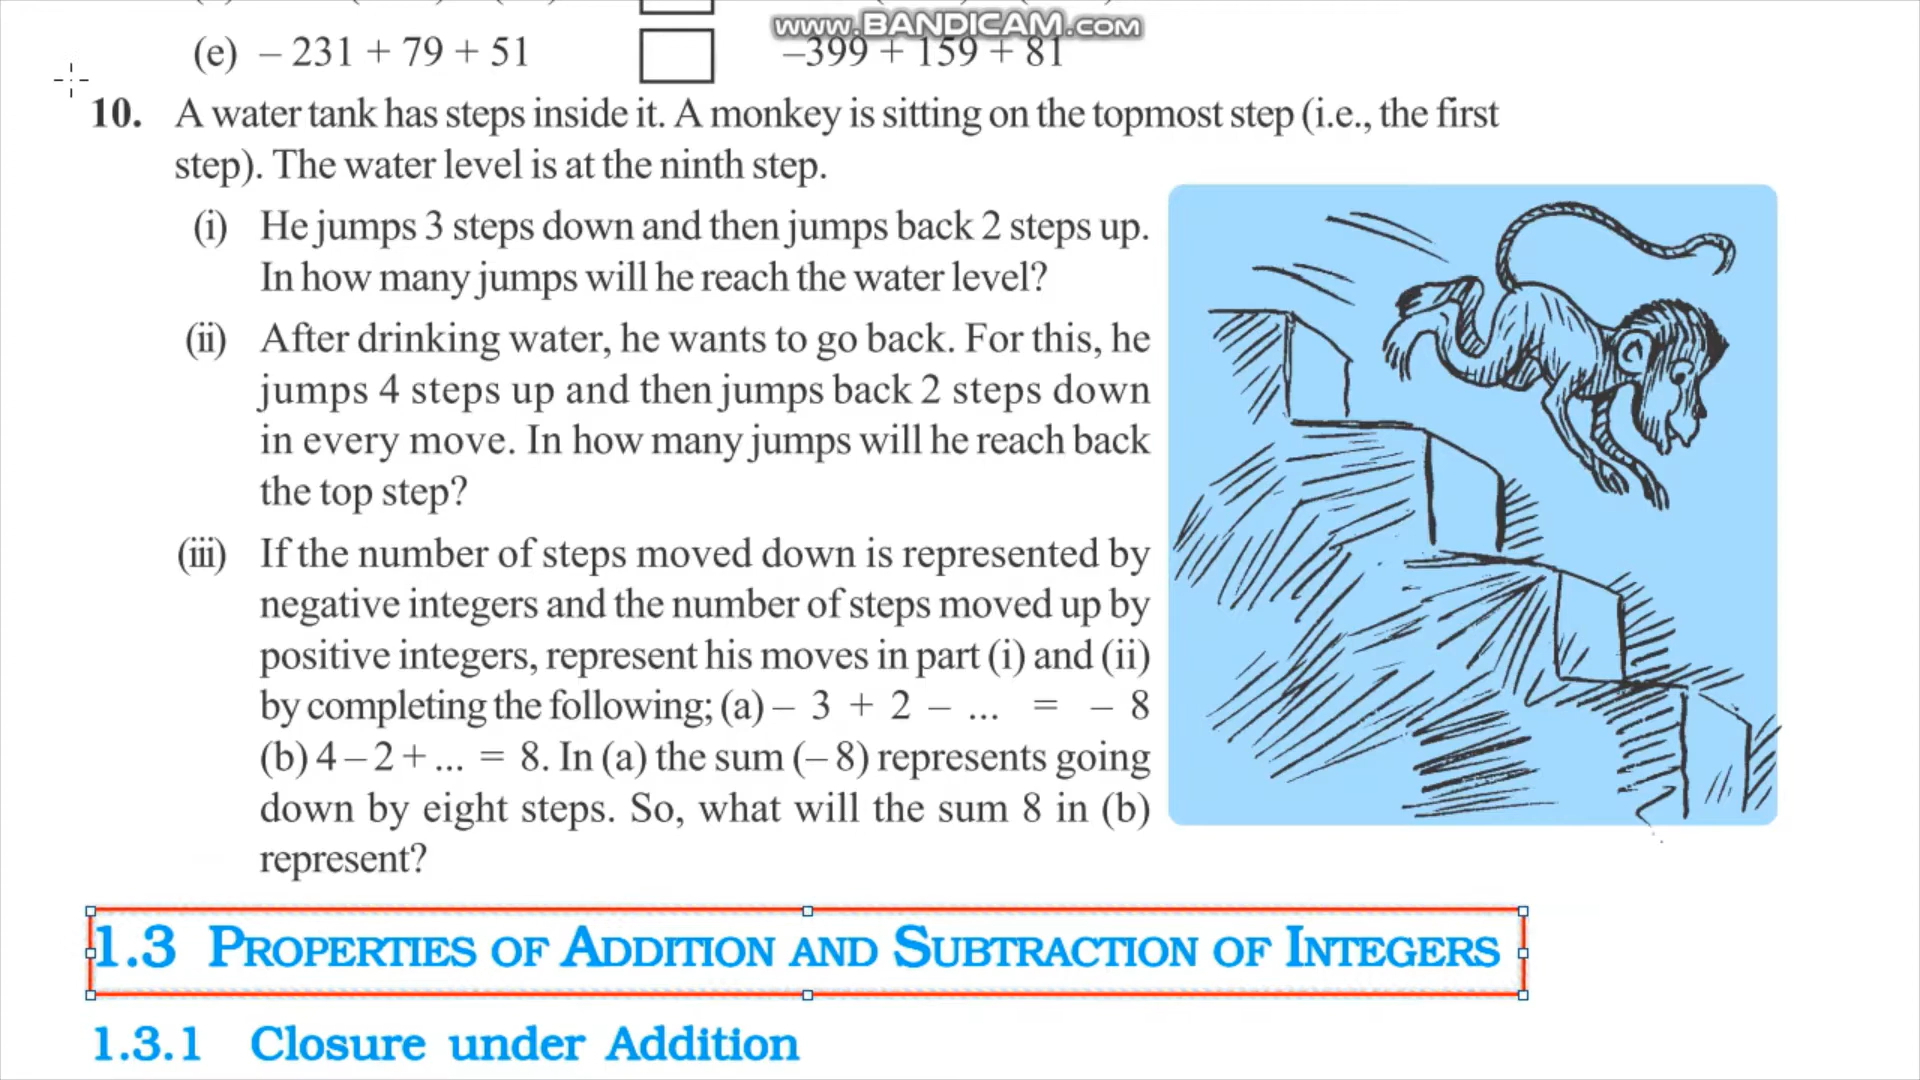 www.BANDICAM.com
(e) – 231 + 79 + 51 –399 + 159 + 81
10. A water tank has steps inside it. A monkey is sitting on the topmost step (i.e., the first
step). The water level is at the ninth step.
(i) He jumps 3 steps down and then jumps back 2 steps up.
In how many jumps will he reach the water level?
(ii) After drinking water, he wants to go back. For this, he
jumps 4 steps up and then jumps back 2 steps down
in every move. In how many jumps will he reach back
the top step?
(iii) If the number of steps moved down is represented by
negative integers and the number of steps moved up by
positive integers, represent his moves in part (i) and (ii)
by completing the following; (a) – 3 + 2 – ... = – 8
(b) 4 – 2 + ... = 8. In (a) the sum (– 8) represents going
down by eight steps. So, what will the sum 8 in (b)
represent?
1.3 PROPERTIES OF ADDITION AND SUBTRACTION OF INTEGERS
1.3.1 Closure under Addition